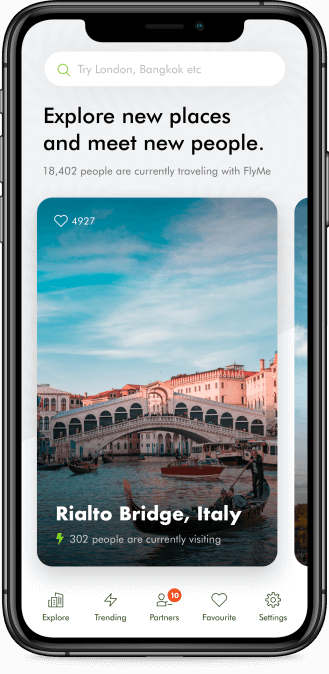 Try London, Bangkok etc
Explore new places
and meet new people.
18,402 people are currently traveling with FlyMe
4927
Rialto Bridge, Italy
302 people are currently visiting
10
Explore
Trending
Partners
Favourite
Settings